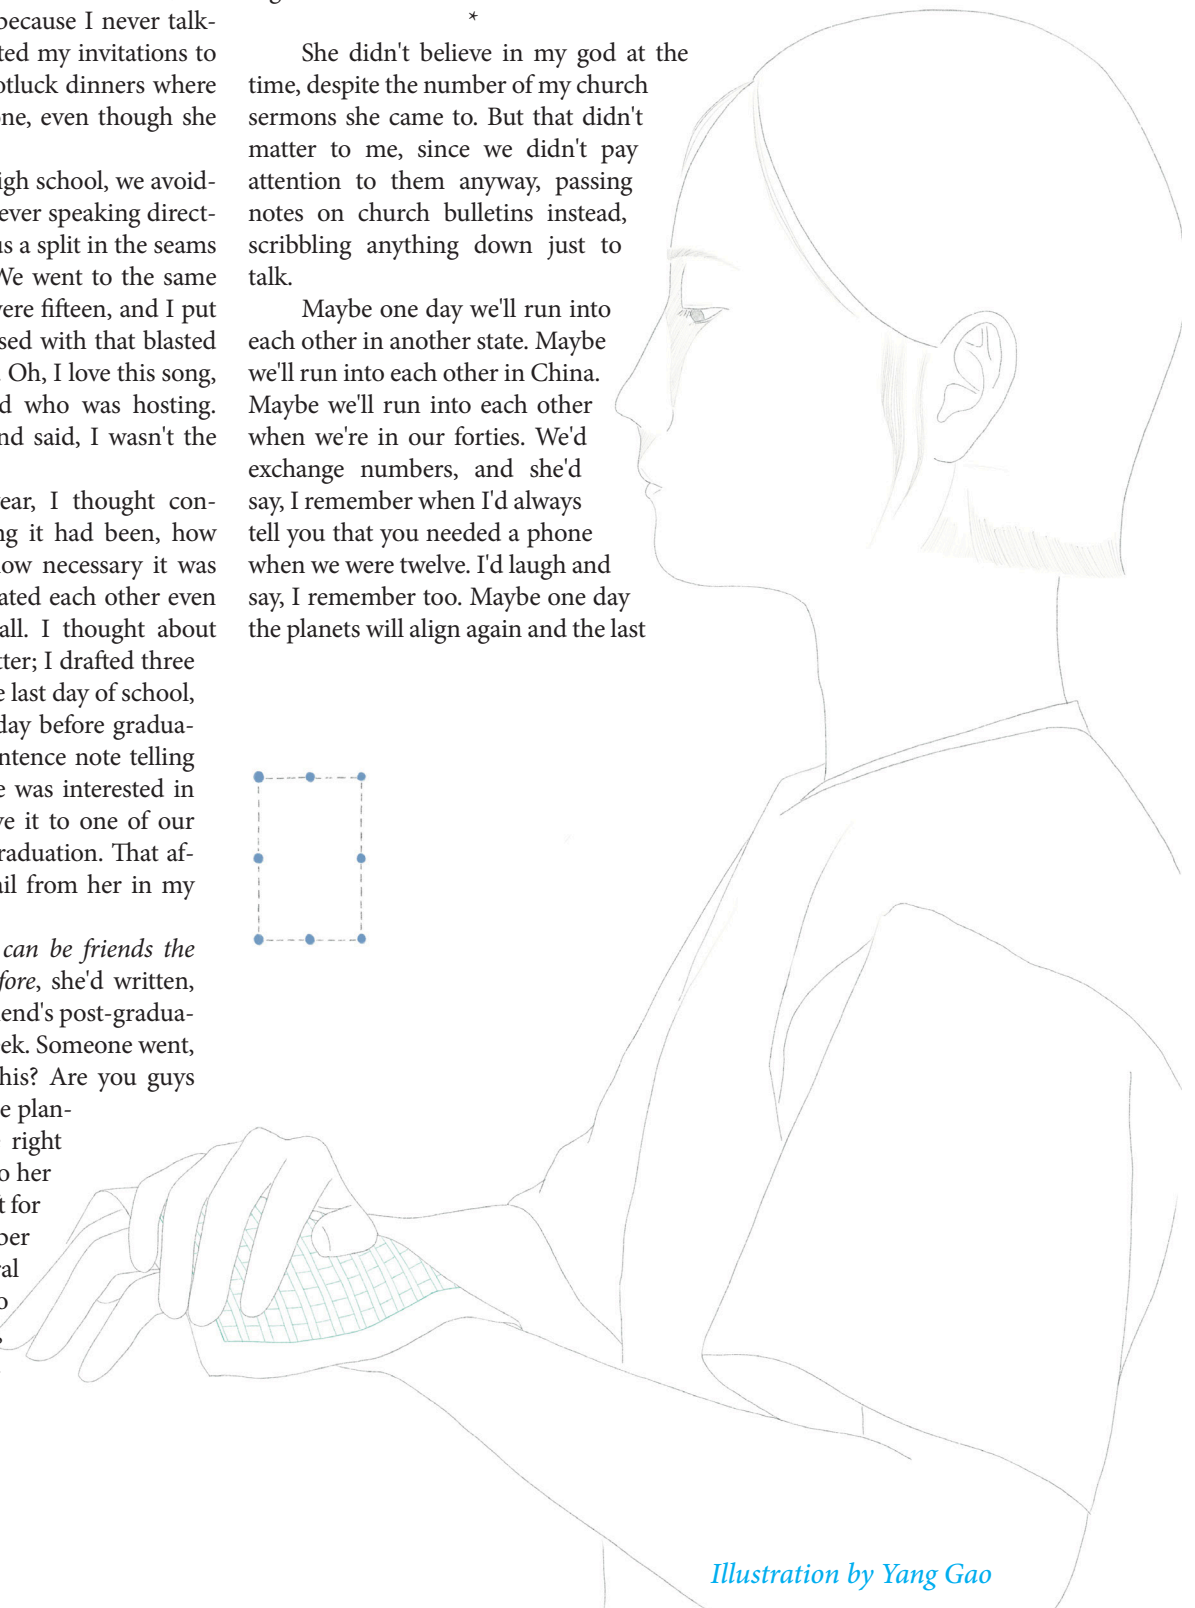 because I never talk-
ted my invitations to
otluck dinners where
ne, even though she
igh school, we avoid-
ever speaking direct-
us a split in the seams
We went to the same
were fifteen, and I put
sed with that blasted
. Oh, I love this song,
d who was hosting.
nd said, I wasn't the
ear, I thought con-
ng it had been, how
ow necessary it was
ated each other even
all. I thought about
tter; I drafted three
e last day of school,
day before gradua-
ntence note telling
e was interested in
ve it to one of our
raduation. That af-
ail from her in my
can be friends the
fore, she'd written,
iend's post-gradua-
ek. Someone went,
his? Are you guys
e plan-
right
o her
t for
ber
ral
o
,
*
She didn't believe in my god at the
time, despite the number of my church
sermons she came to. But that didn't
matter to me, since we didn't pay
attention to them anyway, passing
notes on church bulletins instead,
scribbling anything down just to
talk.
Maybe one day we'll run into
each other in another state. Maybe
we'll run into each other in China.
Maybe we'll run into each other
when we're in our forties. We'd
exchange numbers, and she'd
say, I remember when I'd always
tell you that you needed a phone
when we were twelve. I'd laugh and
say, I remember too. Maybe one day
the planets will align again and the last
Illustration by Yang Gao